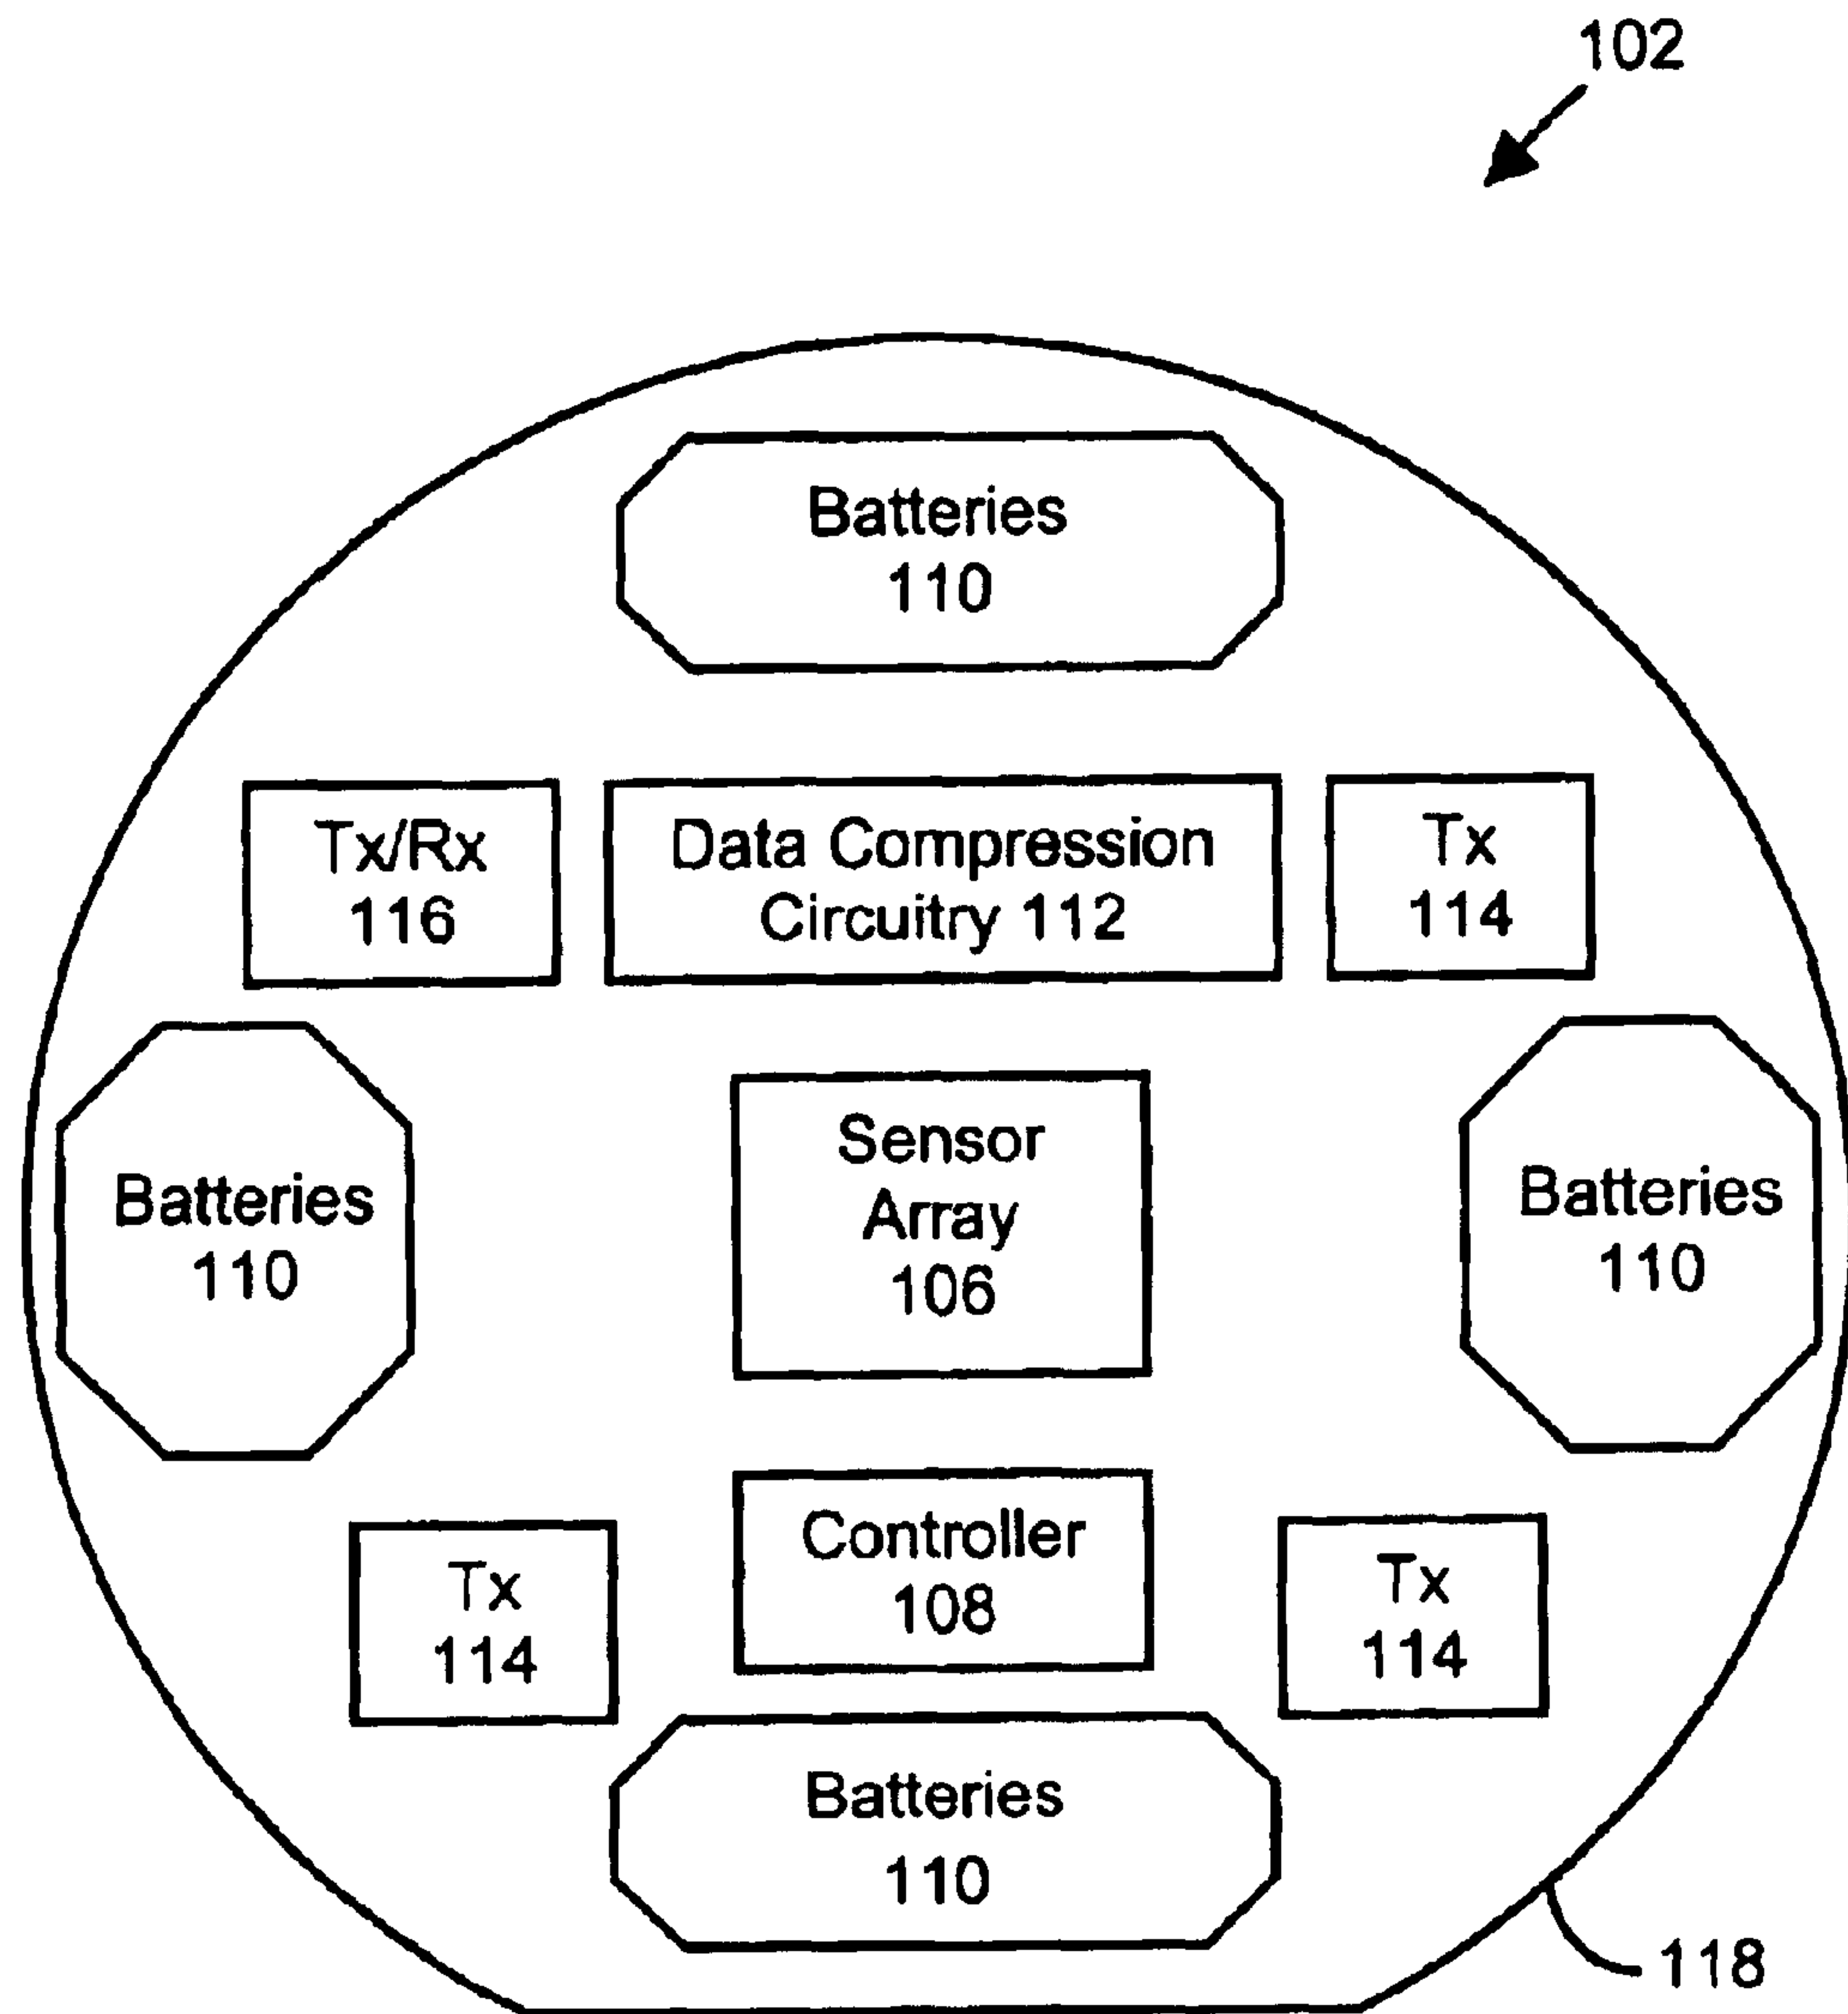 102
Batteries
110
Tx/Rx
116
Data Compression
Circuitry 112
Tx
114
Batteries
110
Sensor
Array
106
Batteries
110
Tx
114
Controller
108
Tx
114
Batteries
110
118